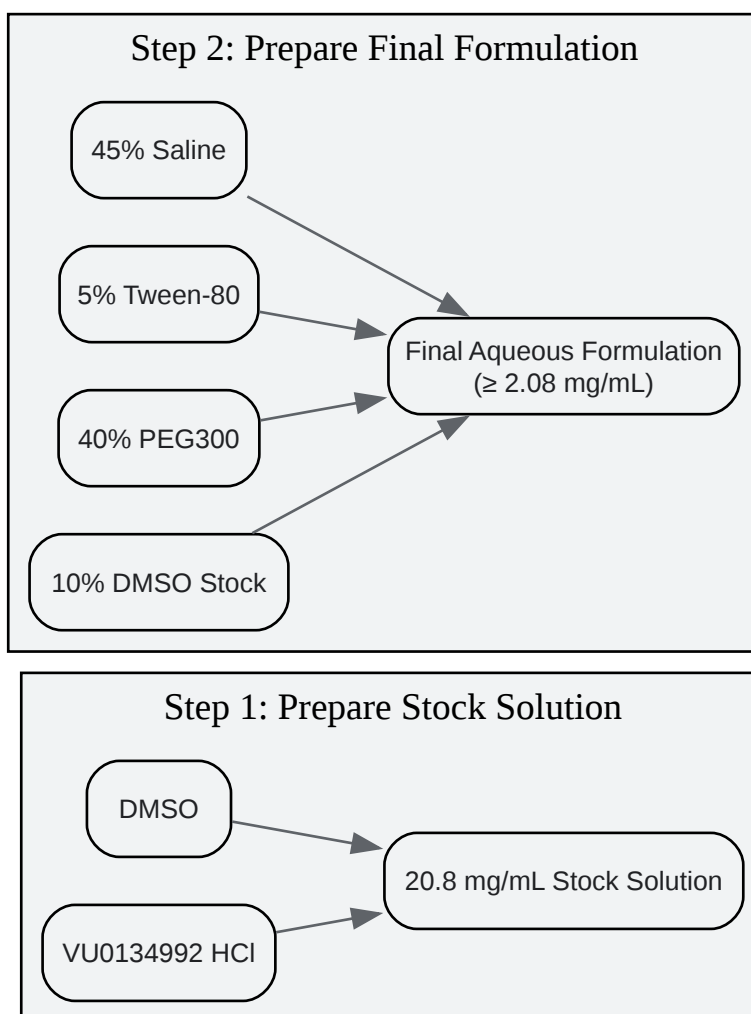 Step 2: Prepare Final Formulation
45% Saline
5% Tween-80
Final Aqueous Formulation
(≥ 2.08 mg/mL)
40% PEG300
10% DMSO Stock
Step 1: Prepare Stock Solution
DMSO
20.8 mg/mL Stock Solution
VU0134992 HCl